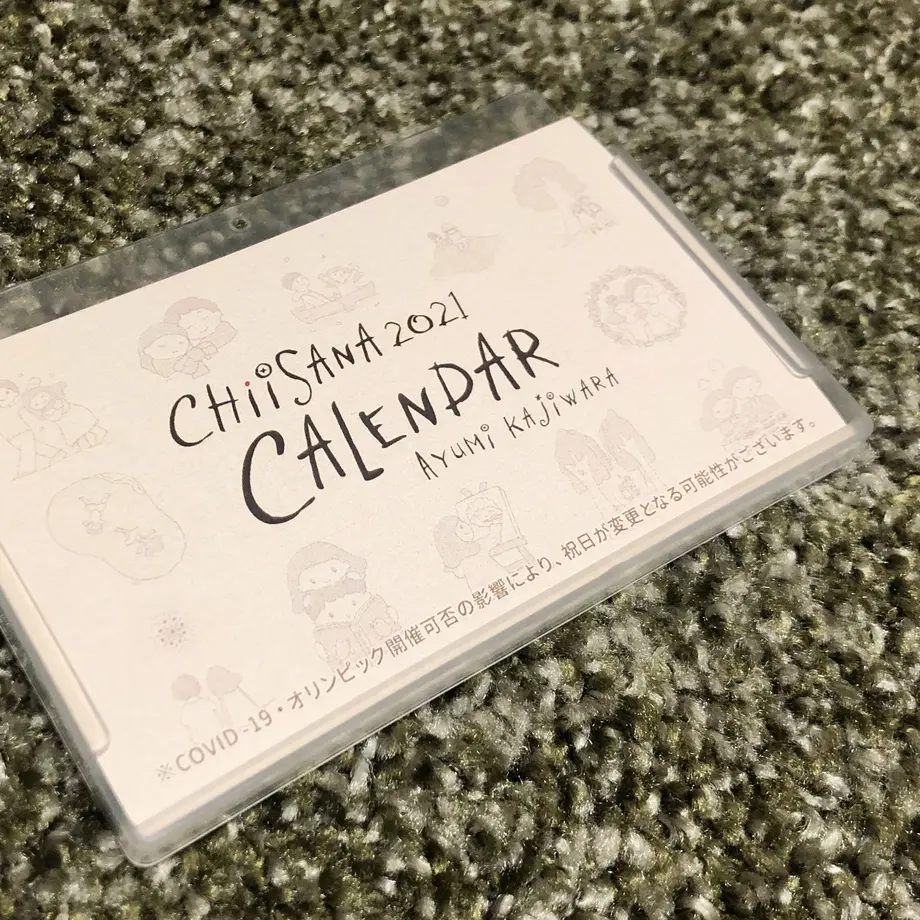 CHiiSANA 2021
CALENDAR
AYUMi KAJiWARA
※COVID-19・オリンピック開催可否の影響により、祝日が変更となる可能性がございます。